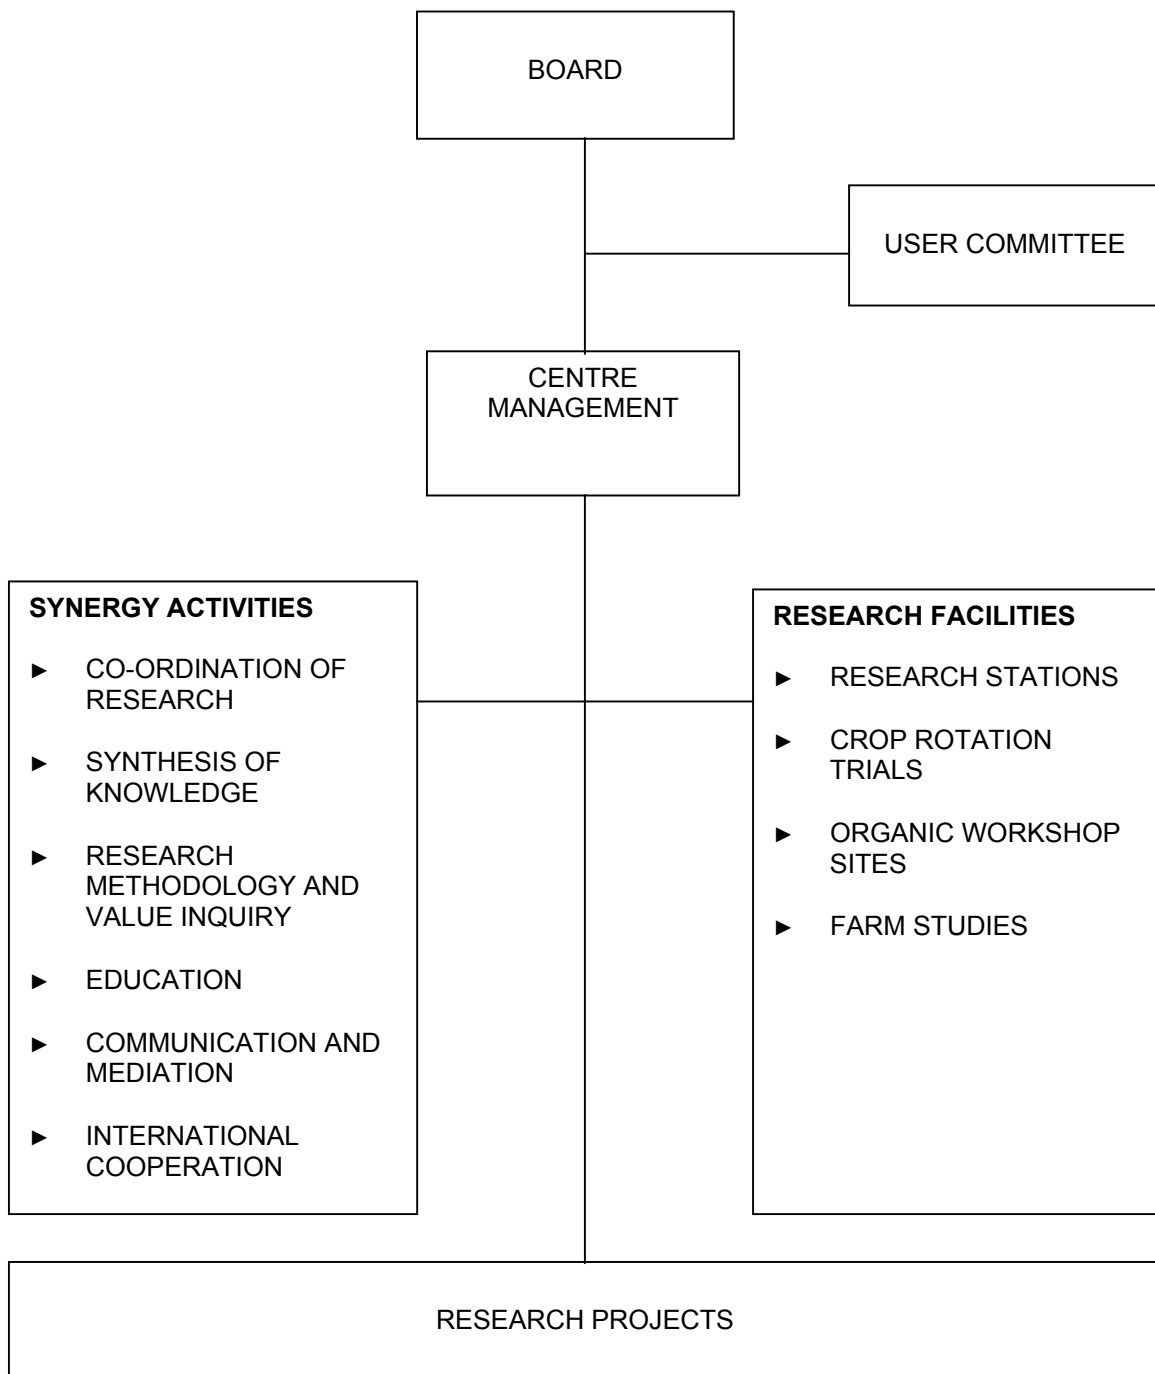 BOARD
USER COMMITTEE
CENTRE
MANAGEMENT
SYNERGY ACTIVITIES
► CO-ORDINATION OF
RESEARCH
► SYNTHESIS OF
KNOWLEDGE
► RESEARCH
METHODOLOGY AND
VALUE INQUIRY
► EDUCATION
► COMMUNICATION AND
MEDIATION
► INTERNATIONAL
COOPERATION
RESEARCH FACILITIES
► RESEARCH STATIONS
► CROP ROTATION
TRIALS
► ORGANIC WORKSHOP
SITES
► FARM STUDIES
RESEARCH PROJECTS